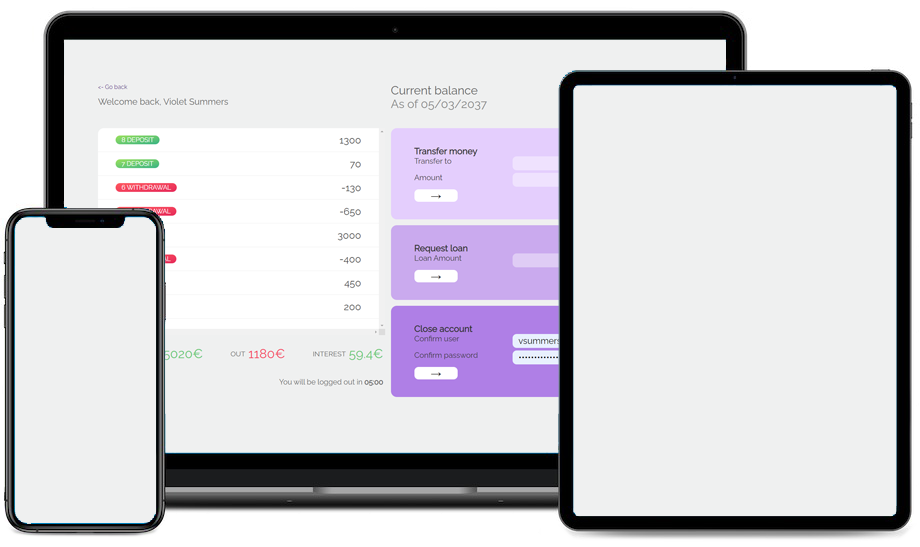 <- Go back
Welcome back, Violet Summers
Current balance
As of 05/03/2037
8 DEPOSIT 1300
7 DEPOSIT 70
6 WITHDRAWAL -130
-650
3000
-400
450
200
5020€ OUT 1180€ INTEREST 59.4€
You will be logged out in 05:00
Transfer money
Transfer to
Amount
→
Request loan
Loan Amount
→
Close account
Confirm user vsummers
Confirm password ••••••••••••
→